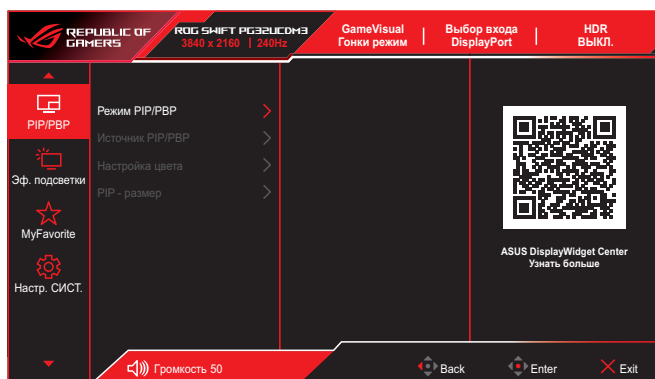 REPUBLIC OF
GAMERS
ROG SWIFT PG32UCDM3
3840 x 2160 | 240Hz
GameVisual
Гонки режим
Выбор входа
DisplayPort
HDR
ВЫКЛ.
PIP/PBP
Эф. подсветки
MyFavorite
Настр. СИСТ.
Режим PIP/PBP
Источник PIP/PBP
Настройка цвета
PIP - размер
ASUS DisplayWidget Center
Узнать больше
Громкость 50
Back
Enter
Exit